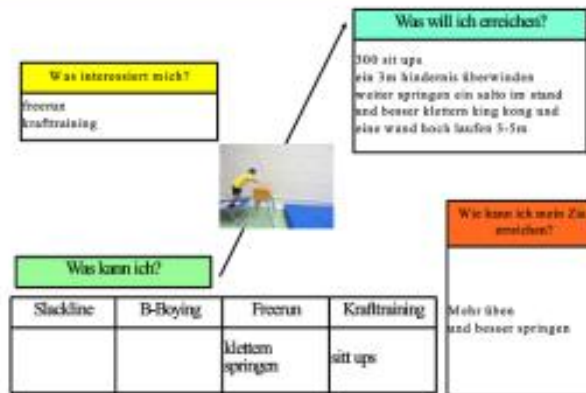 Was will ich erreichen?
300 sit ups
ein 3m hindernis überwinden
weiter springen ein salto im stand
und besser klettern king kong und
eine wand hoch laufen 3-5m
Was interessiert mich?
freerun
krafttraining
Wie kann ich mein
erreichen?
Mehr üben
und besser springen
Was kann ich?
Slackline B-Boying Freerun Krafttraining
klettern
springen
sitt ups